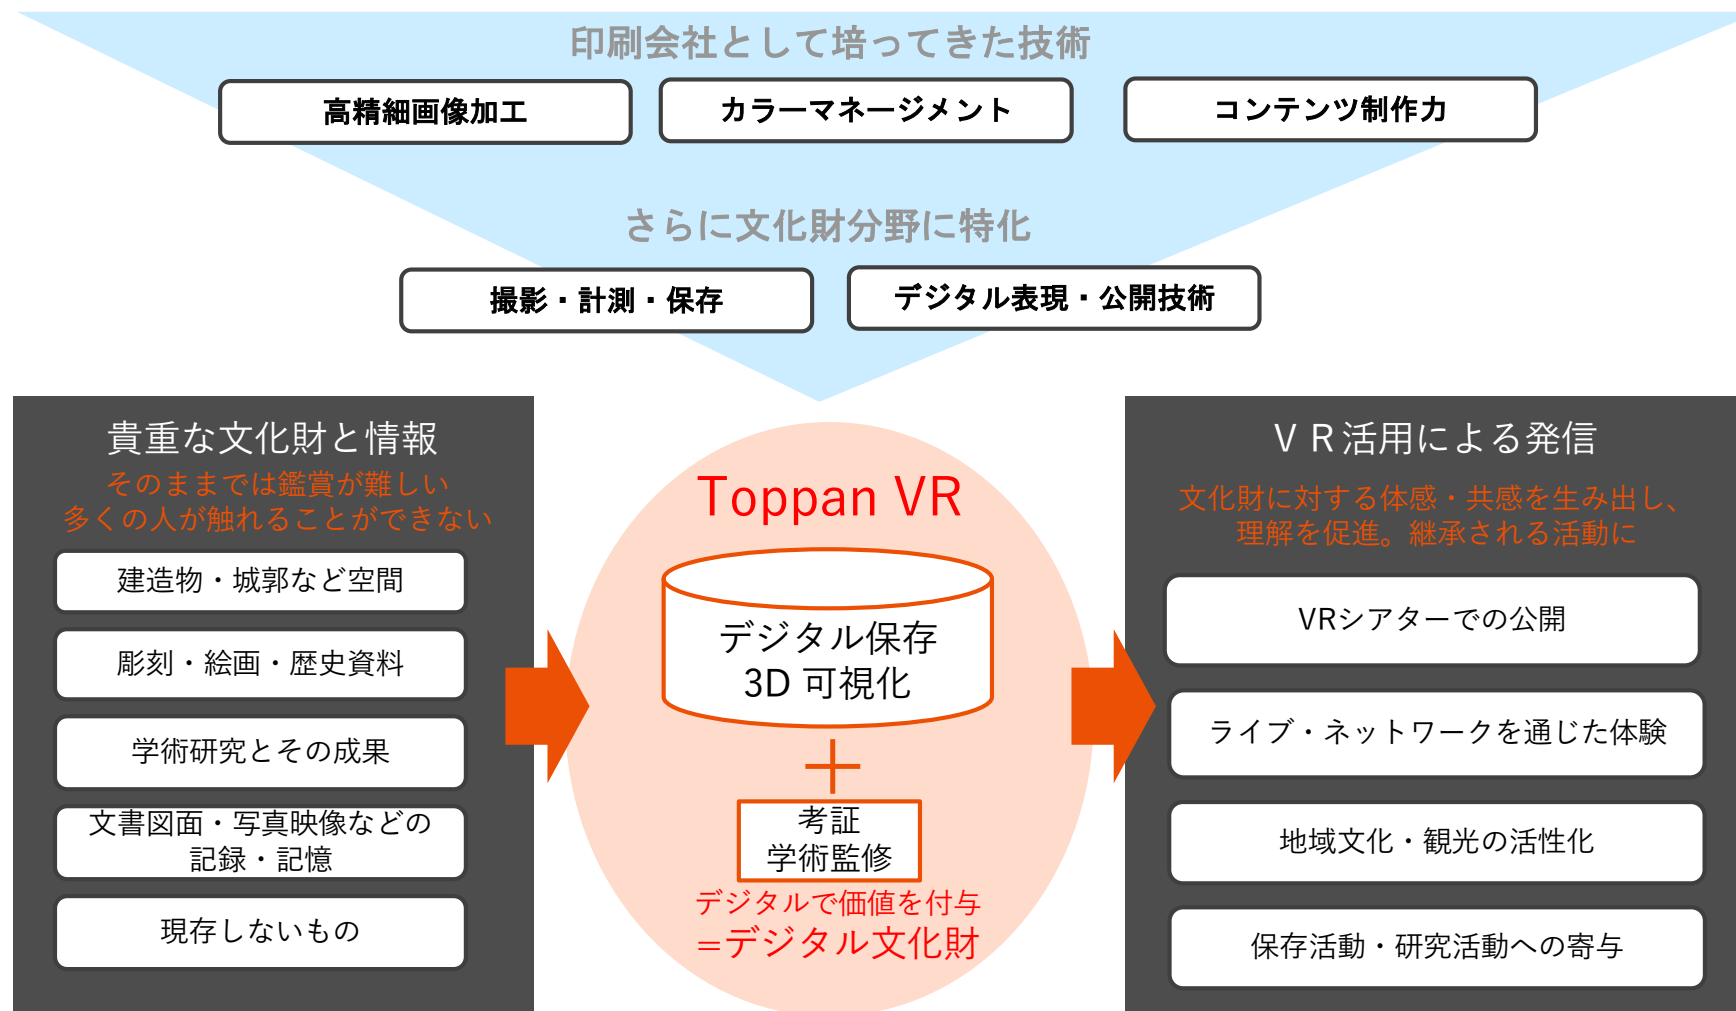 印刷会社として培ってきた技術
高精細画像加工
カラーマネージメント
コンテンツ制作力
さらに文化財分野に特化
撮影・計測・保存
デジタル表現・公開技術
貴重な文化財と情報
そのままでは鑑賞が難しい
多くの人が触れることができない
建造物・城郭など空間
彫刻・絵画・歴史資料
学術研究とその成果
文書図面・写真映像などの
記録・記憶
現存しないもの
Toppan VR
デジタル保存
3D 可視化
＋
考証
学術監修
デジタルで価値を付与
=デジタル文化財
ＶＲ活用による発信
文化財に対する体感・共感を生み出し、
理解を促進。継承される活動に
VRシアターでの公開
ライブ・ネットワークを通じた体験
地域文化・観光の活性化
保存活動・研究活動への寄与